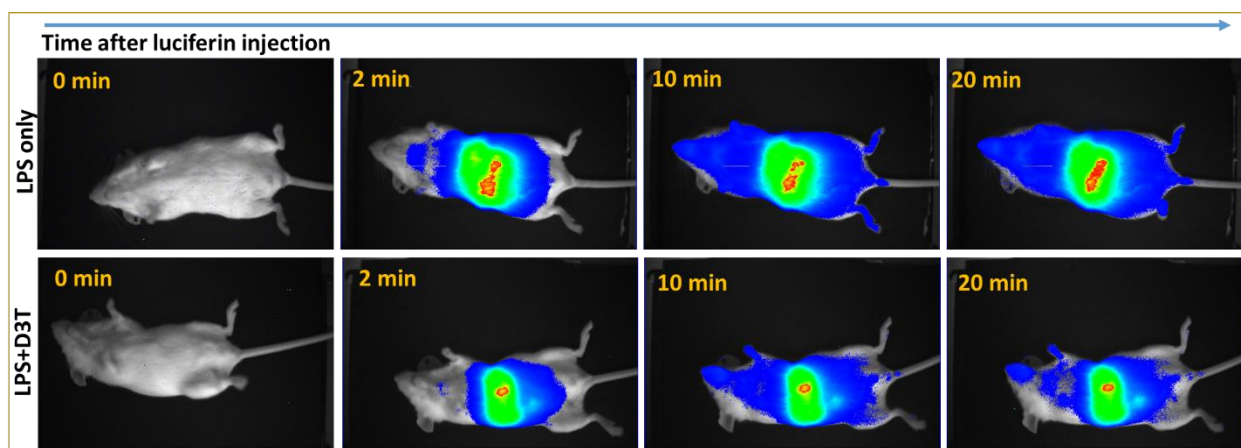 Time after luciferin injection
LPS only
0 min
2 min
10 min
20 min
LPS+D3T
0 min
2 min
10 min
20 min